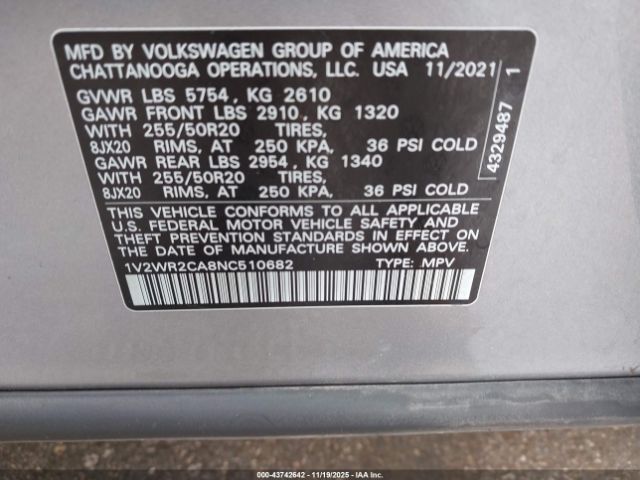 MFD BY VOLKSWAGEN GROUP OF AMERICA
CHATTANOOGA OPERATIONS, LLC. USA 11/2021
GVWR LBS 5754, KG 2610
GAWR FRONT LBS 2910, KG 1320
WITH 255/50R20 TIRES,
8JX20 RIMS, AT 250 KPA, 36 PSI COLD
GAWR REAR LBS 2954, KG 1340
WITH 255/50R20 TIRES,
8JX20 RIMS, AT 250 KPA, 36 PSI COLD
THIS VEHICLE CONFORMS TO ALL APPLICABLE
U.S. FEDERAL MOTOR VEHICLE SAFETY AND
THEFT PREVENTION STANDARDS IN EFFECT ON
THE DATE OF MANUFACTURE SHOWN ABOVE.
1V2WR2CA8NC510682 TYPE: MPV
4329487 1
00-43742642 - 11/19/2025 - IAA Inc.